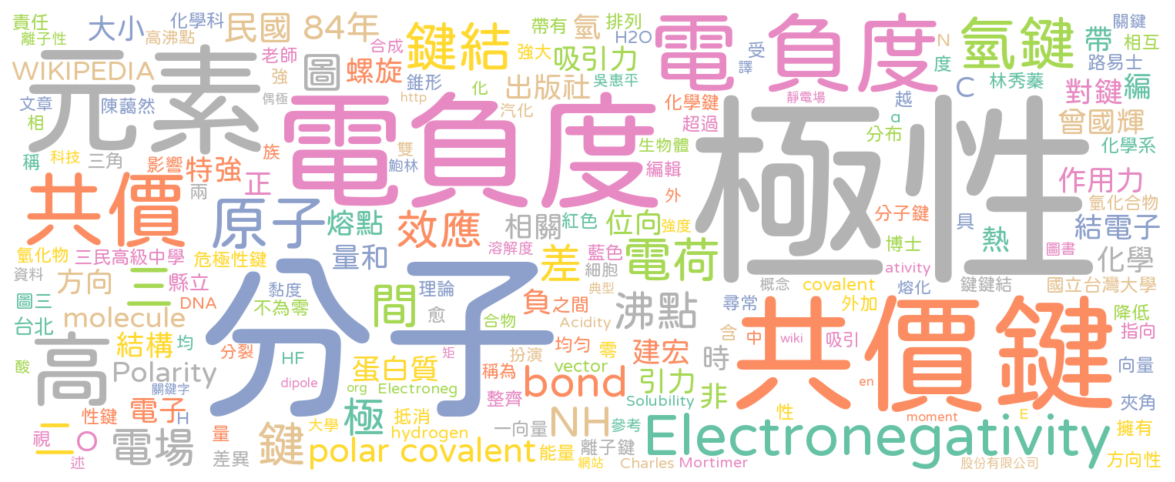 責任 大小 化學科 民國 84年 鍵結 帶有 氫 排列 電負度 N 氫鍵 帶 關鍵
離子性 高沸點 老師 合成 強大 H2O 受 相互
WIKIPEDIA 元素 強 圖 螺旋 錐形 吸引力 吳惠平 譯 度 C 林秀蓁 路易士
文章 陳藹然 偶極 http 化 出版社 化學鍵 靜電場 越 a 對鍵 編
相 電負度 汽化 超過 分布 極性 曾國輝
稱 科技 三角 影響 特強 族 雙 鮑林 生物體 化學系
共價 兩 正 編輯 外 作用力
原子 熔點 效應 相關 紅色 位向 強度 分子鍵 具 氫化合物
氫化物 三民高級中學 危極性鍵 量和 溶解度 藍色 電荷 博士 熱 結電子
資料 方向 縣立 分子 理論 間 差 細胞 ativity 圖書 化學
圖三 三 DNA 不為零 黏度 負 之間 典型 概念 covalent 熔化 鍵鍵結 國立台灣大學
台北 molecule 愈 合物 Acidity 沸點 尋常 外加 降低
高 結構 均 分裂 HF 扮演 均勻 零 建宏 時 含 中 wiki 吸引 共價鍵 指向
酸 Polarity 關鍵字 矩 蛋白質 稱為 vector 引力 非 en 向量
性鍵 電子 H dipole org Electroneg 整齊 bond Solubility 夾角
二 O 電場 量 鍵 大學 極 抵消 參考 NH 性 moment E 擁有
視 hydrogen 一向量 離子鍵 Electronegativity
述 差異 polar covalent 能量 網站 Charles Mortimer 股份有限公司 方向性